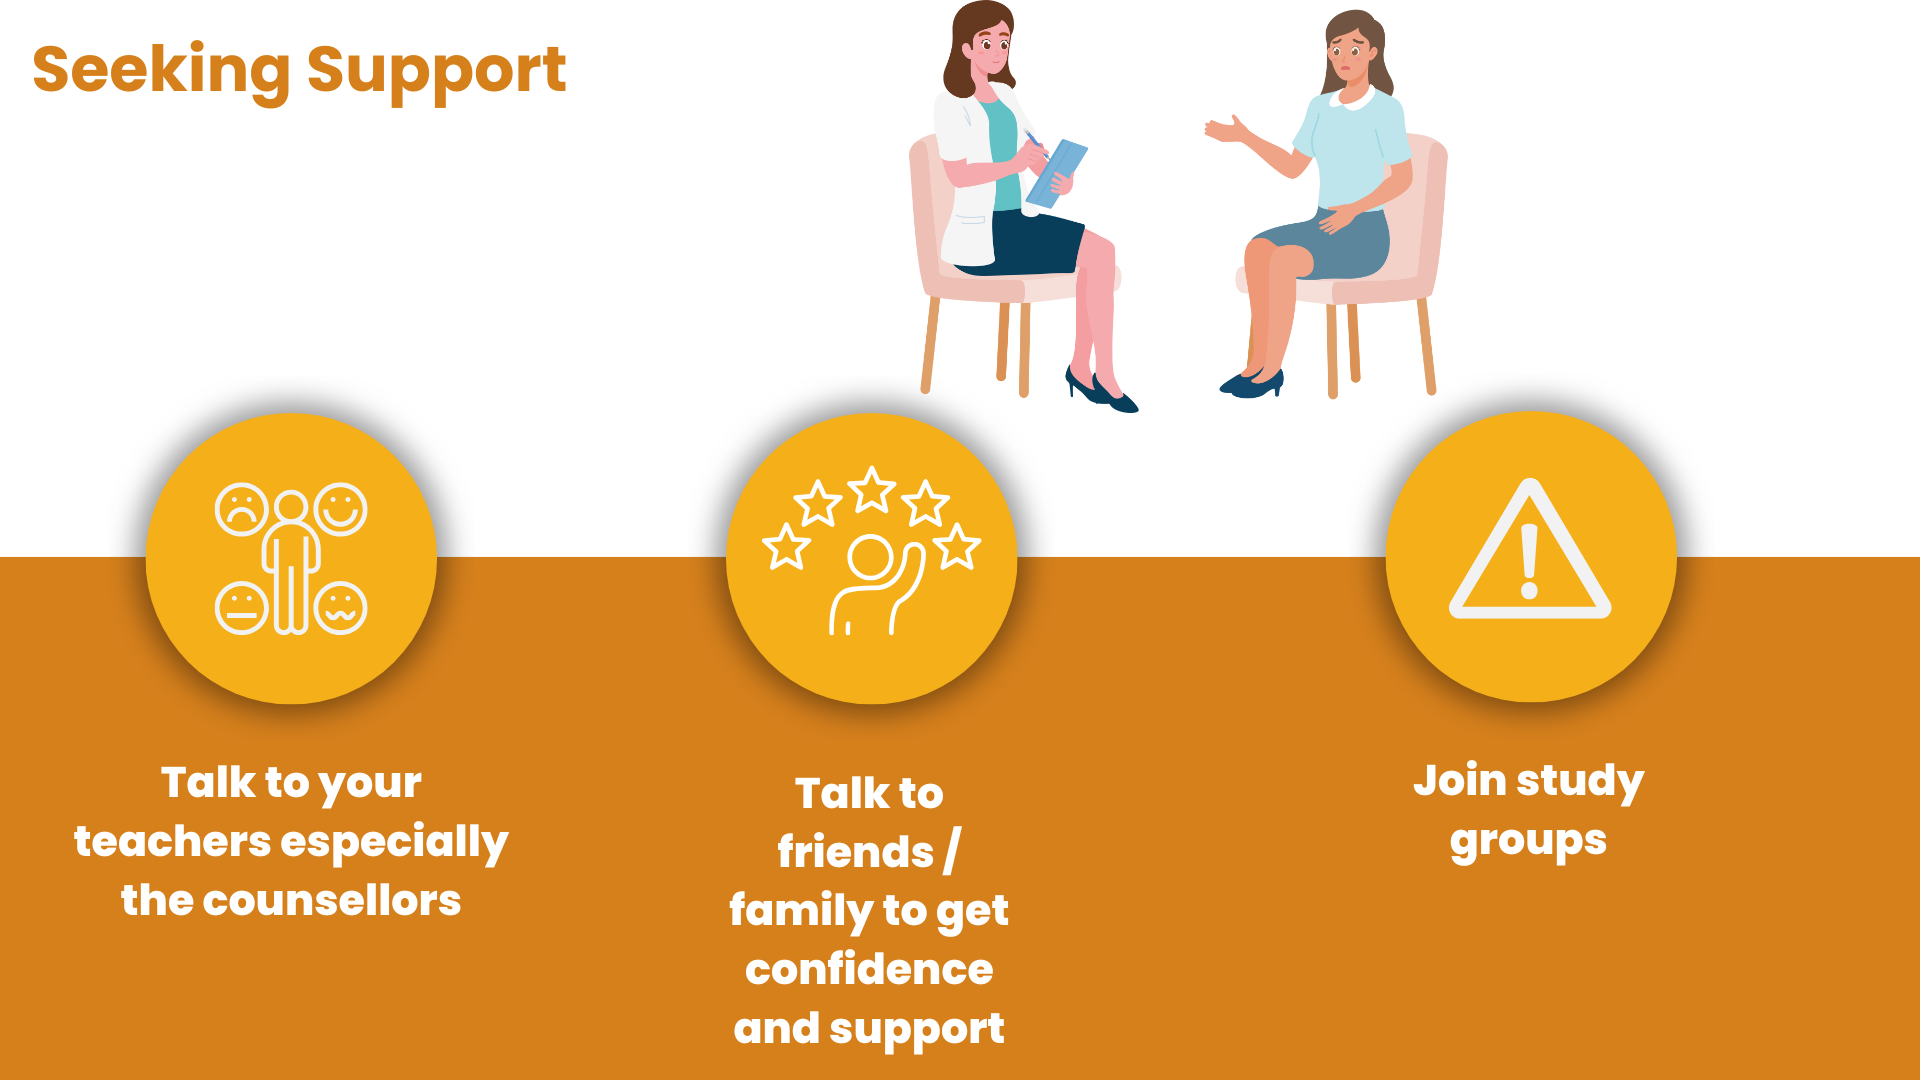 Seeking Support
Talk to your
teachers especially
the counsellors
Talk to
friends /
family to get
confidence
and support
Join study
groups